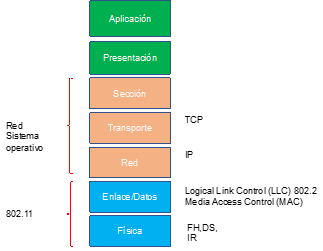 Aplicación
Presentación
Sección
Transporte
TCP
Red
Sistema
operativo
Red
IP
Enlace/Datos
Logical Link Control (LLC) 802.2
Media Access Control (MAC)
802.11
Física
FH,DS,
IR